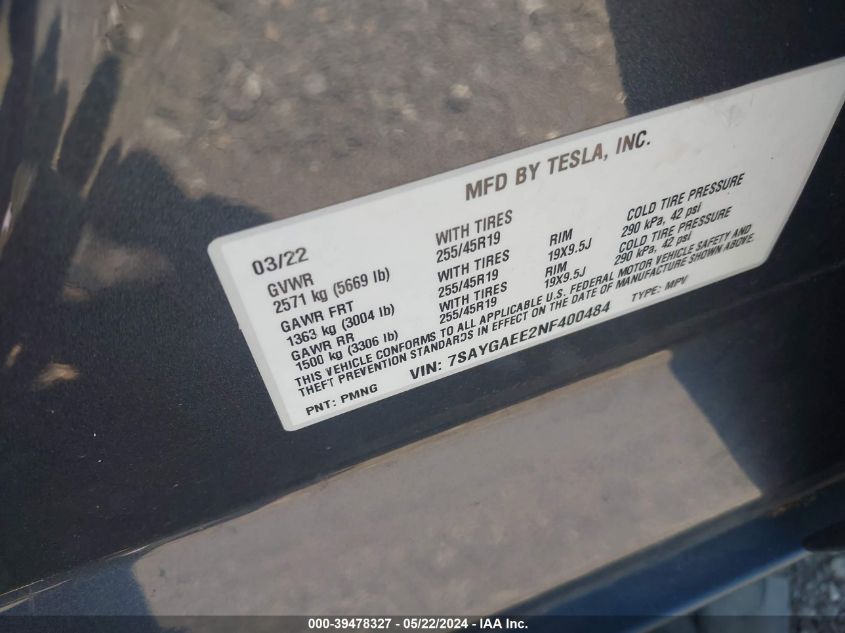 MFD BY TESLA, INC.
03/22
GVWR
2571 kg (5669 lb)
WITH TIRES
255/45R19
RIM
19X9.5J
COLD TIRE PRESSURE
290 kPa, 42 psi
GAWR FRT
1363 kg (3004 lb)
WITH TIRES
255/45R19
RIM
19X9.5J
COLD TIRE PRESSURE
290 kPa, 42 psi
GAWR RR
1500 kg (3306 lb)
WITH TIRES
255/45R19
THIS VEHICLE CONFORMS TO ALL APPLICABLE U.S. FEDERAL MOTOR VEHICLE SAFETY AND
THEFT PREVENTION STANDARDS IN EFFECT ON THE DATE OF MANUFACTURE SHOWN ABOVE.
PNT: PMNG
VIN: 7SAYGAEE2NF400484
TYPE: MPV
000-39478327 - 05/22/2024 - IAA Inc.